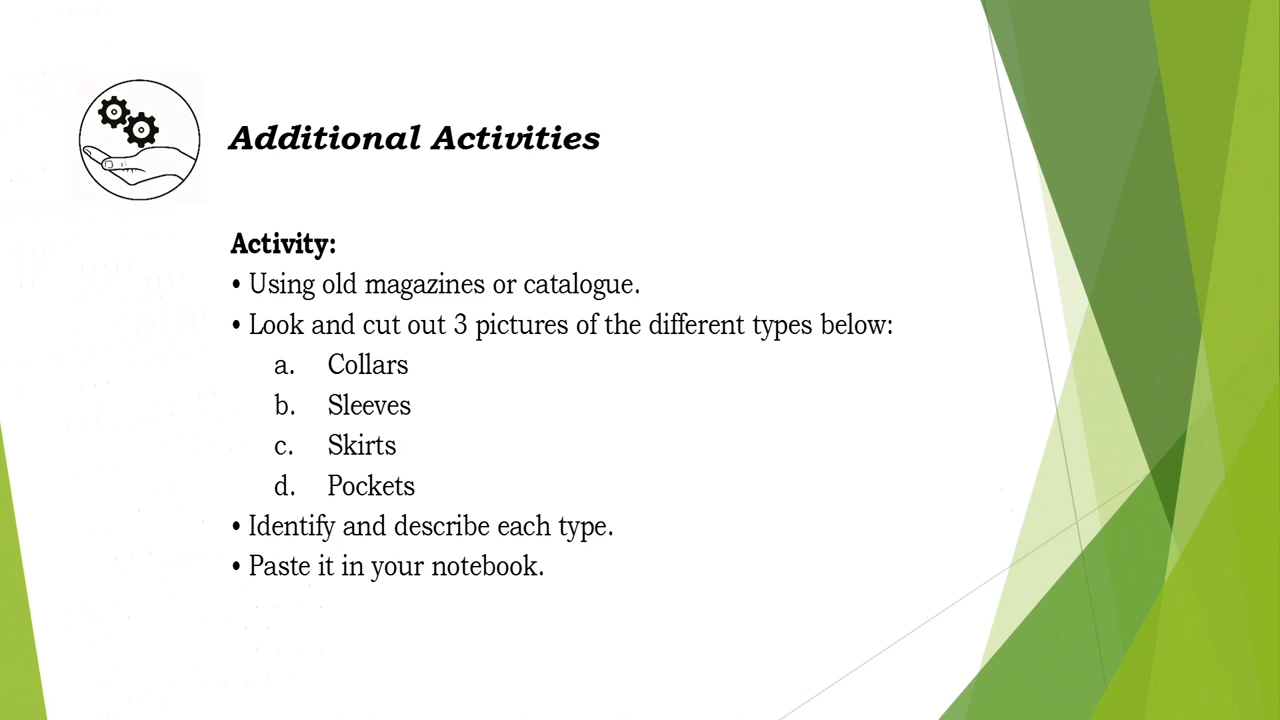 Additional Activities
Activity:
• Using old magazines or catalogue.
• Look and cut out 3 pictures of the different types below:
a. Collars
b. Sleeves
c. Skirts
d. Pockets
• Identify and describe each type.
• Paste it in your notebook.